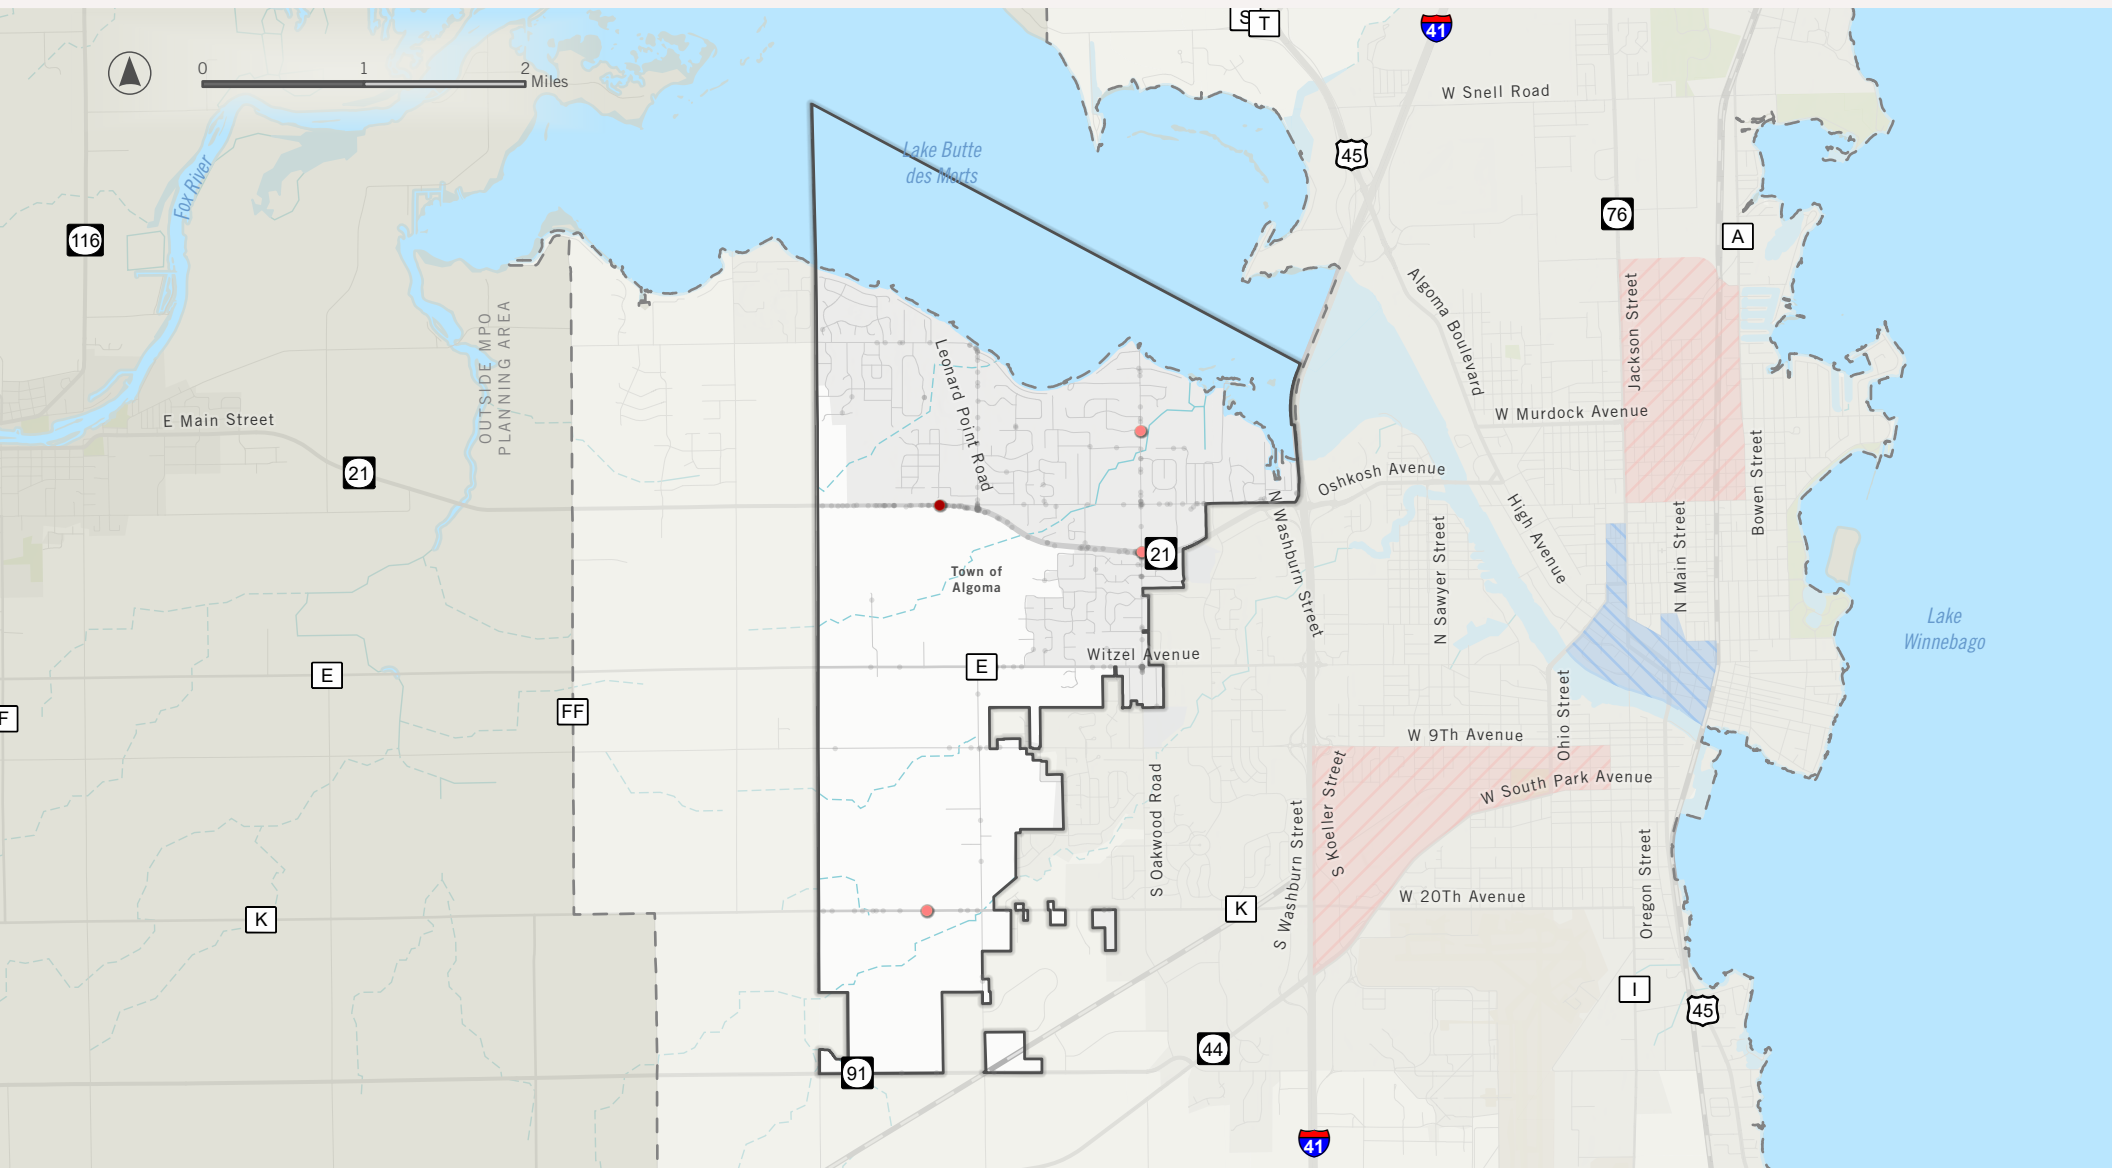 0 1 2
Miles
S
T
41
W Snell Road
45
Lake Butte
des Morts
Fox River
116
76
A
Algoma Boulevard
Jackson Street
OUTSIDE MPO
PLANNING AREA
Leonard Point Road
W Murdock Avenue
E Main Street
21
Oshkosh Avenue
Bowen Street
N Washburn Street
High Avenue
N Sawyer Street
N Main Street
21
Town of
Algoma
Lake
Winnebago
Witzel Avenue
E
E
F
FF
Ohio Street
W 9Th Avenue
S Koeller Street
W South Park Avenue
S Oakwood Road
S Washburn Street
Oregon Street
W 20Th Avenue
K
K
I
45
44
91
41